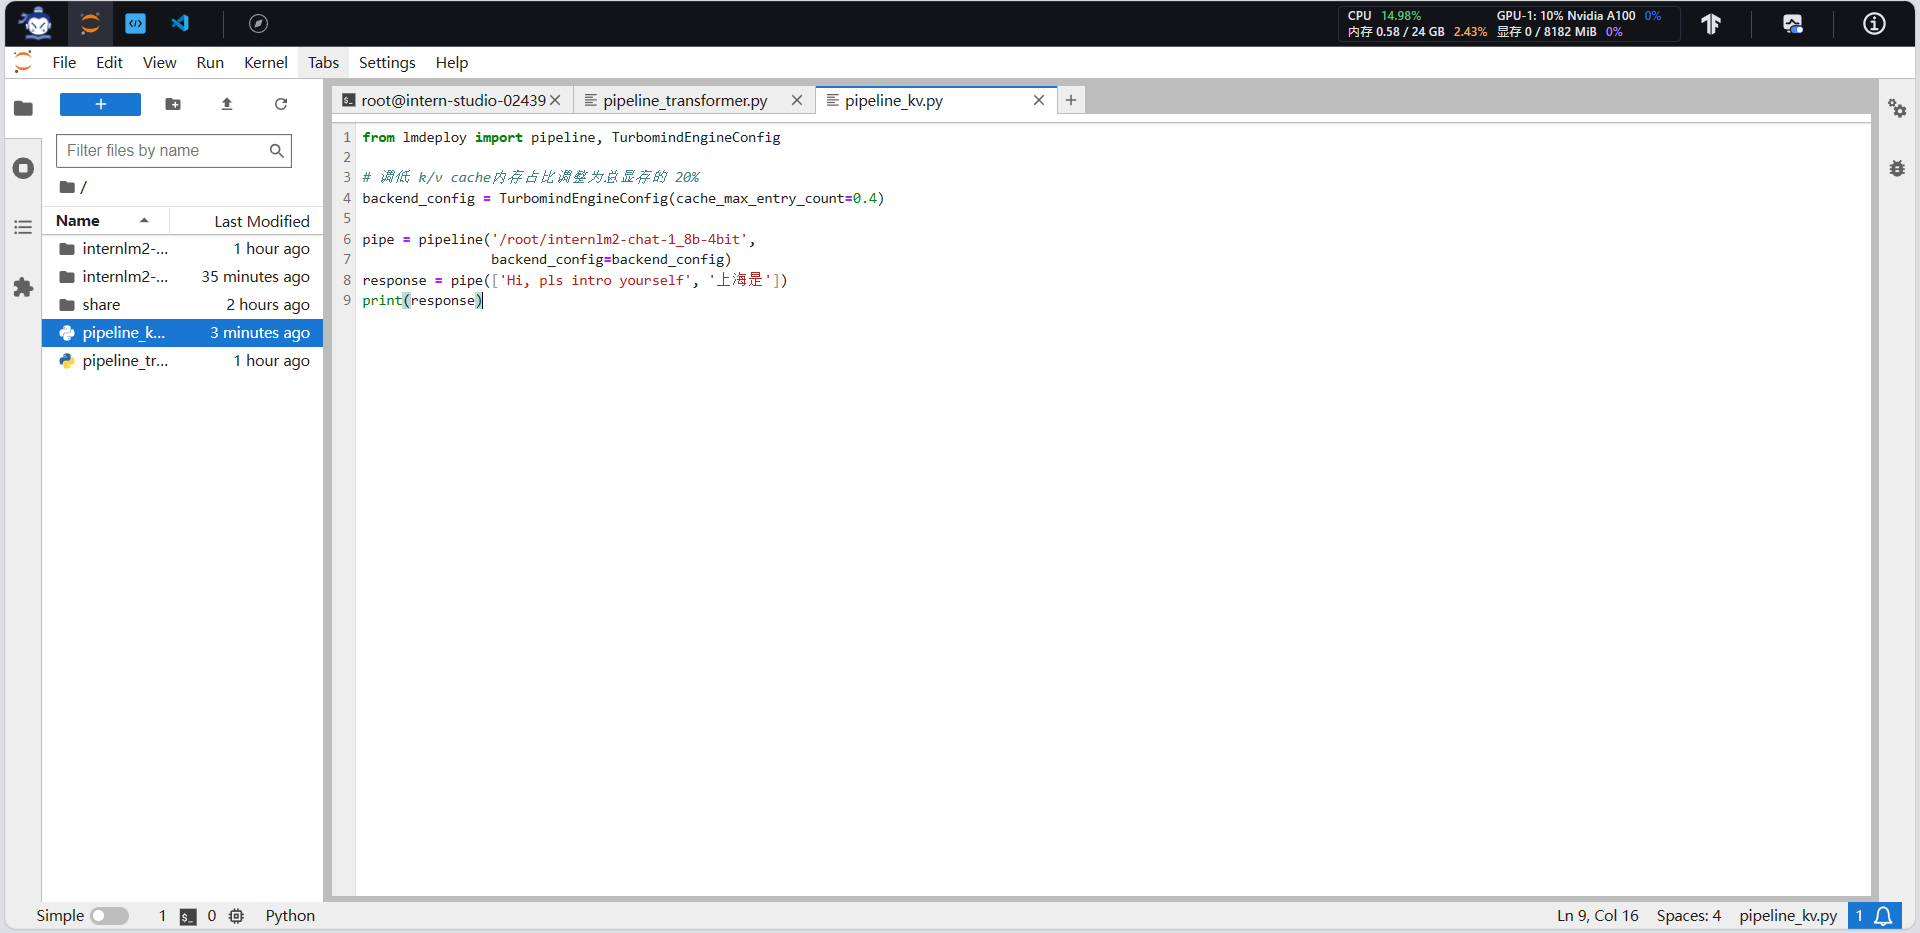 CPU 14.98% GPU-1: 10% Nvidia A100 0%
内存 0.58 / 24 GB 2.43% 显存 0 / 8182 MiB 0%
File Edit View Run Kernel Tabs Settings Help
root@intern-studio-02439 pipeline_transformer.py pipeline_kv.py
Filter files by name
/
Name Last Modified
internlm2-... 1 hour ago
internlm2-... 35 minutes ago
share 2 hours ago
pipeline_k... 3 minutes ago
pipeline_tr... 1 hour ago
1 from lmdeploy import pipeline, TurbomindEngineConfig
2
3 # 调低 k/v cache内存占比调整为总显存的 20%
4 backend_config = TurbomindEngineConfig(cache_max_entry_count=0.4)
5
6 pipe = pipeline('/root/internlm2-chat-1_8b-4bit',
7 backend_config=backend_config)
8 response = pipe(['Hi, pls intro yourself', '上海是'])
9 print(response)
Simple 1 0 Python Ln 9, Col 16 Spaces: 4 pipeline_kv.py 1